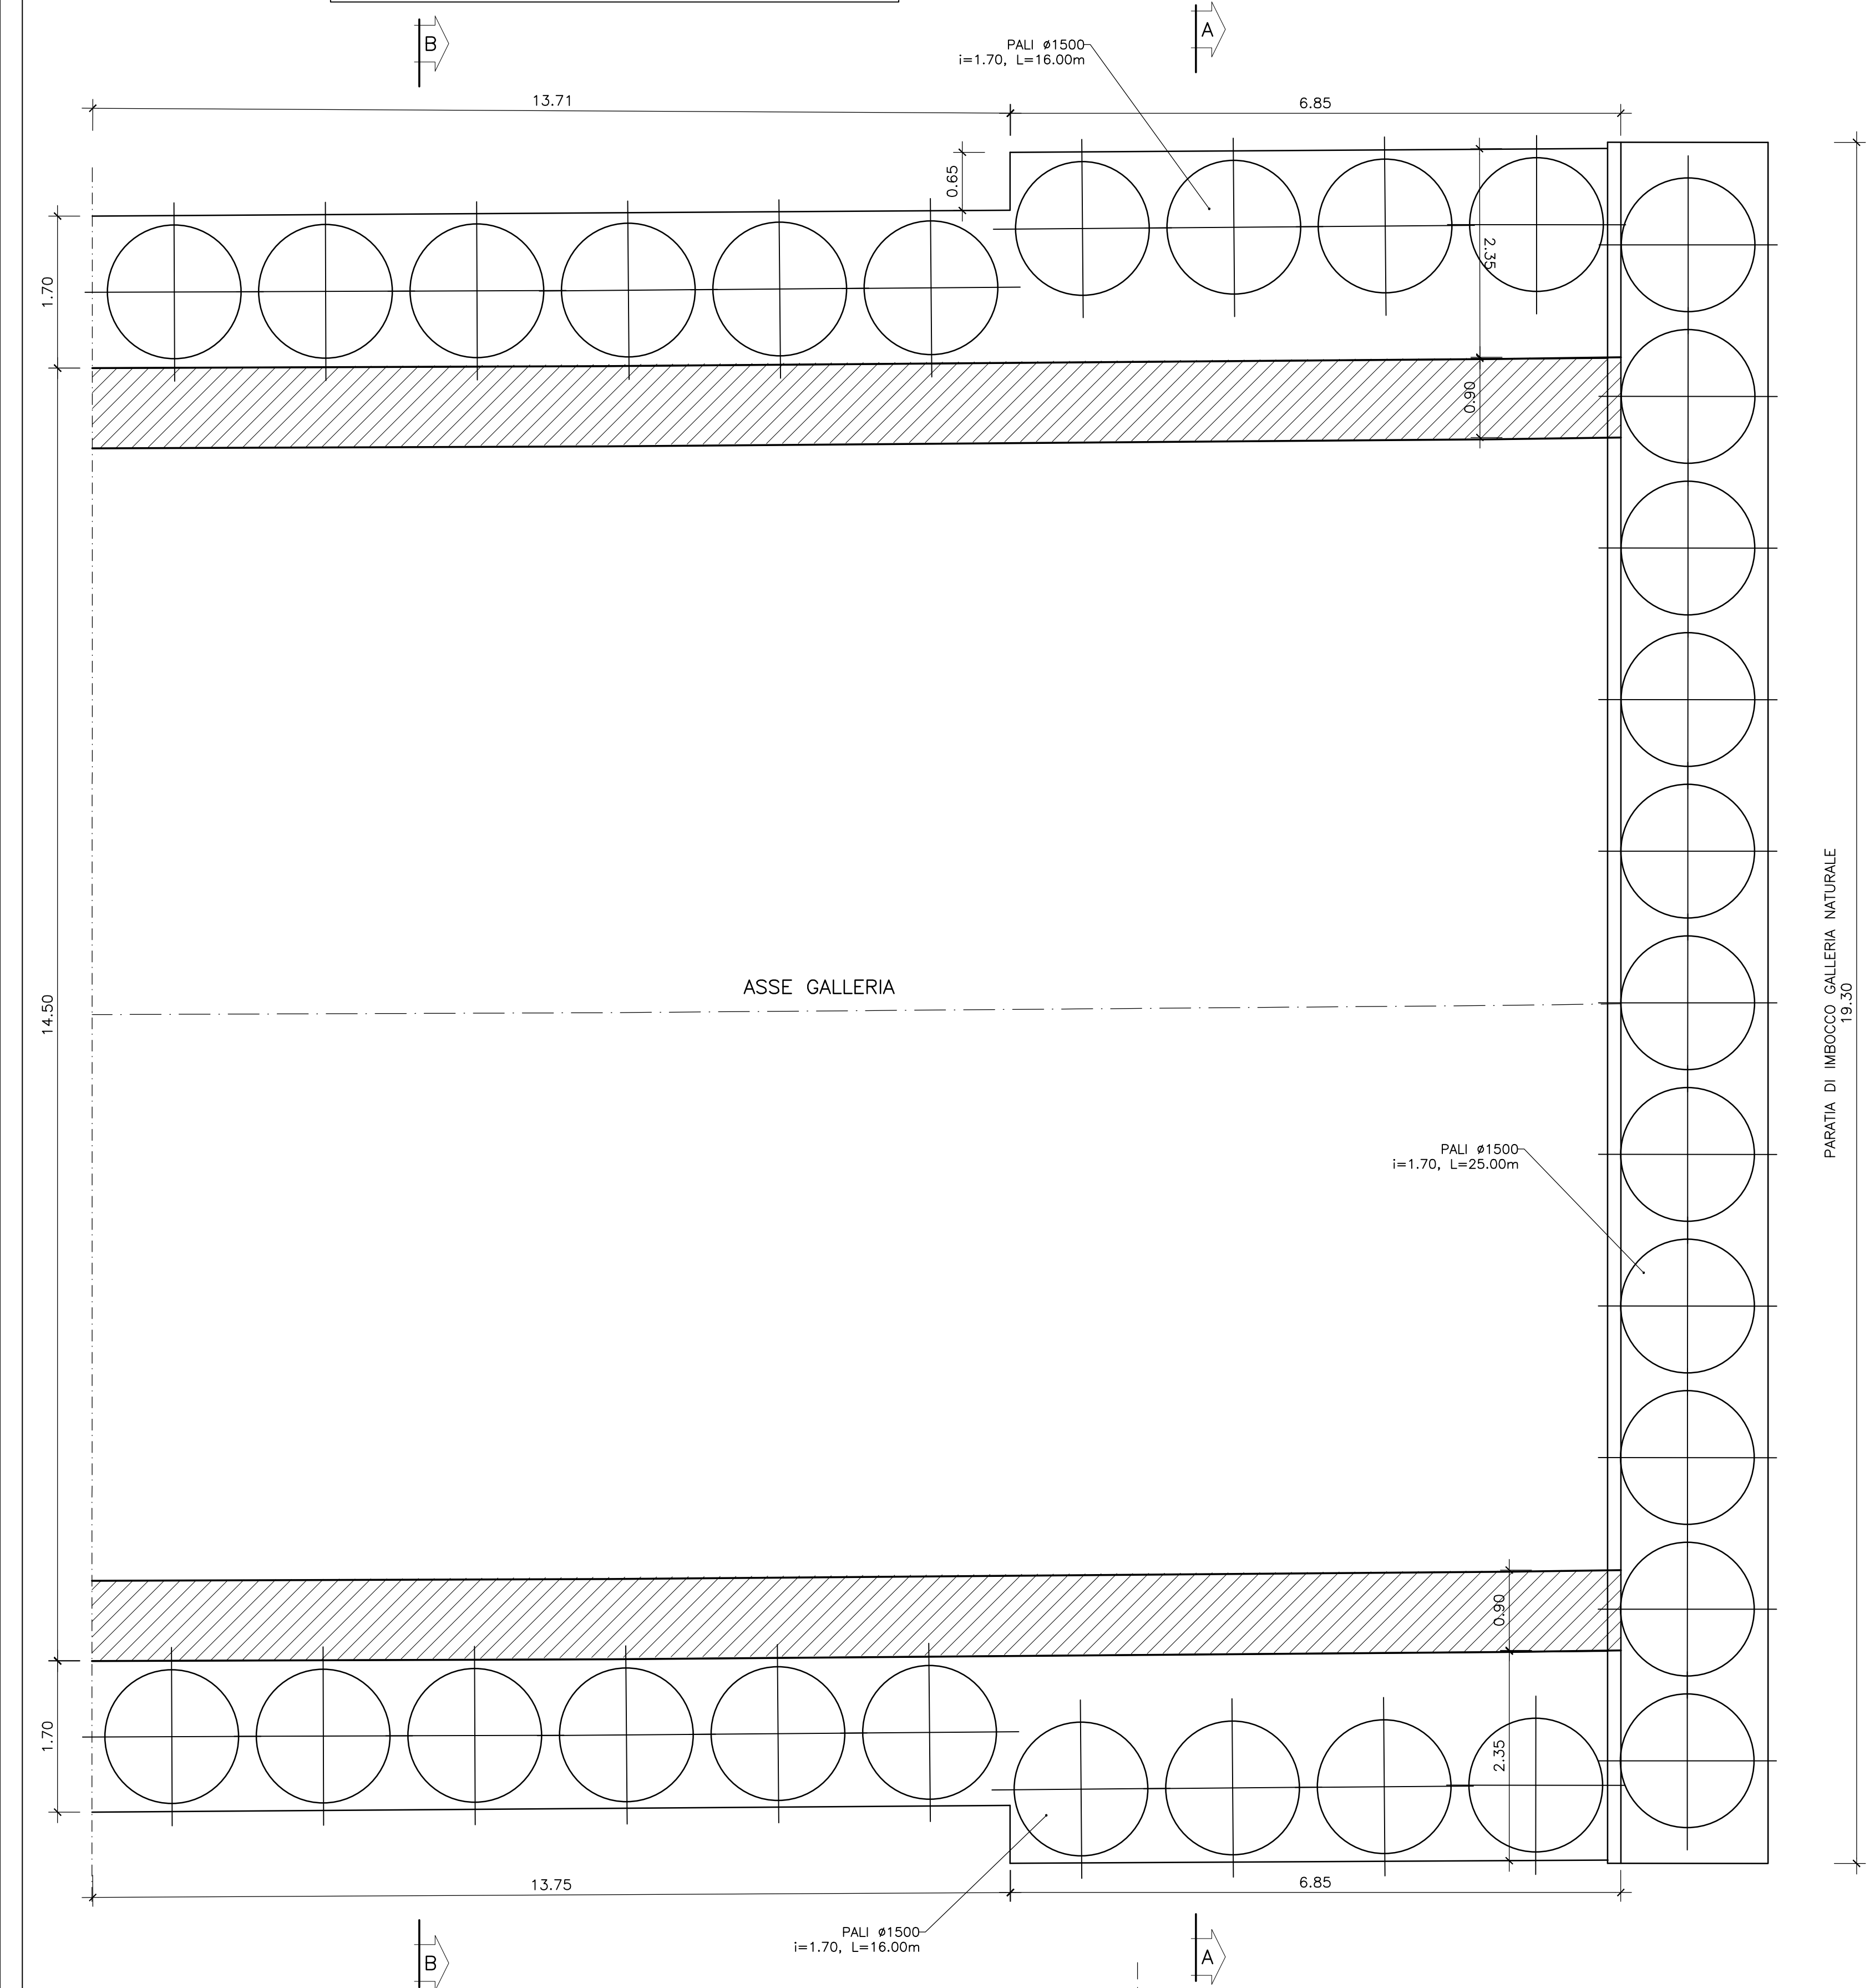 B
A
PALI ø1500
i=1.70, L=16.00m
13.71
6.85
0.65
2.35
1.70
0.90
14.50
ASSE GALLERIA
PARATIA DI IMBOCCO GALLERIA NATURALE
19.30
PALI ø1500
i=1.70, L=25.00m
0.90
1.70
2.35
13.75
6.85
PALI ø1500
i=1.70, L=16.00m
B
A